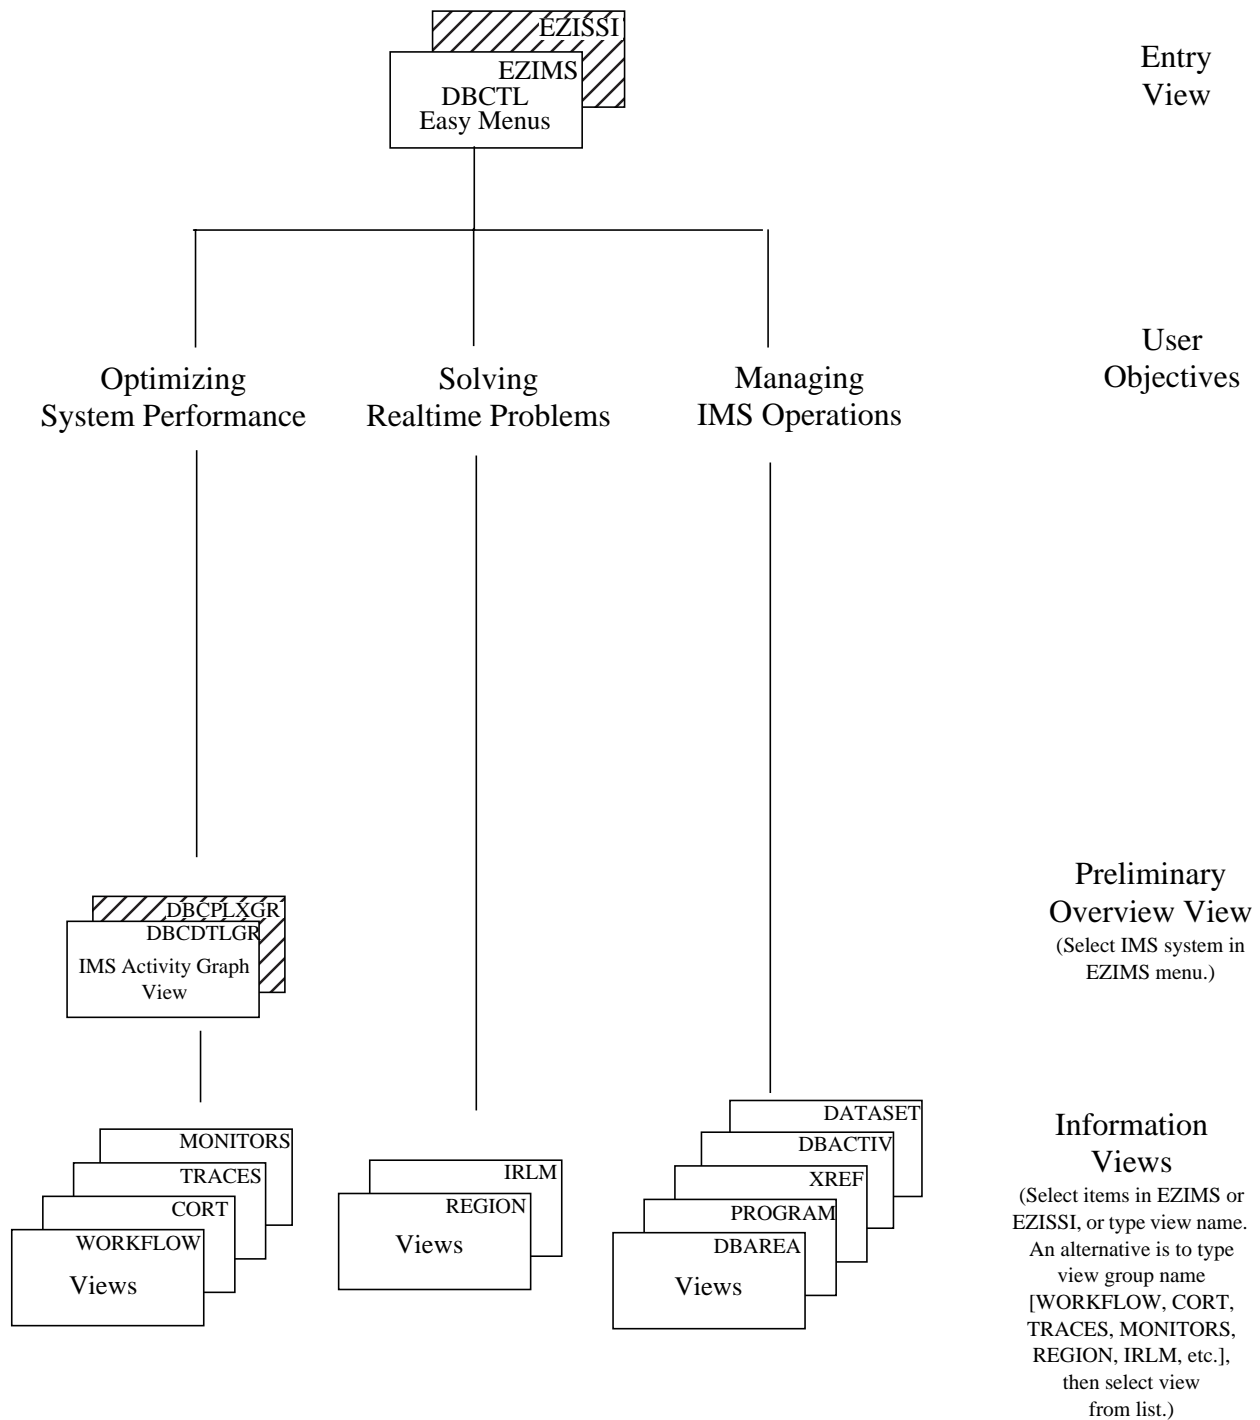 EZISSI
EZIMS
DBCTL
Easy Menus
Entry
View
User
Objectives
Optimizing
System Performance
Solving
Realtime Problems
Managing
IMS Operations
Preliminary
Overview View
(Select IMS system in
EZIMS menu.)
DBCPLXGR
DBCDTLGR
IMS Activity Graph
View
MONITORS
TRACES
CORT
WORKFLOW
Views
IRLM
REGION
Views
DATASET
DBACTIV
XREF
PROGRAM
DBAREA
Views
Information
Views
(Select items in EZIMS or
EZISSI, or type view name.
An alternative is to type
view group name
[WORKFLOW, CORT,
TRACES, MONITORS,
REGION, IRLM, etc.],
then select view
from list.)